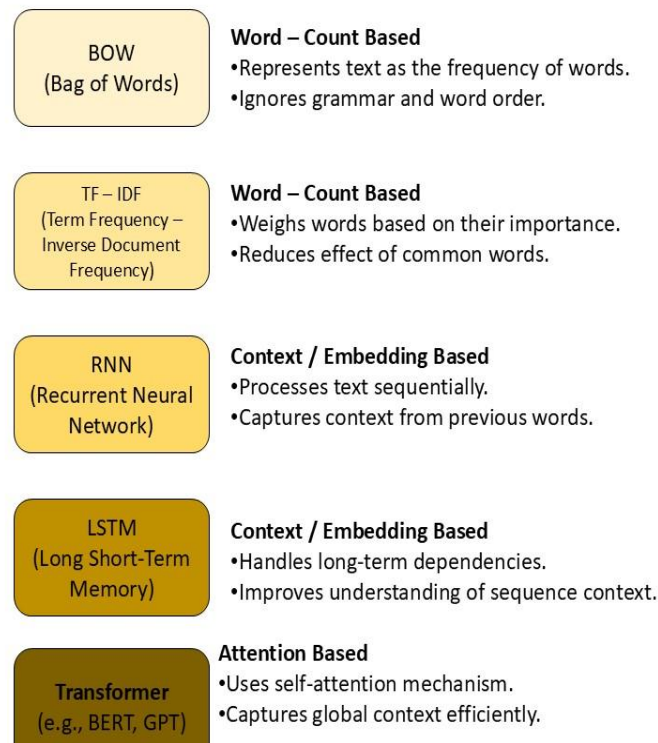 BOW
(Bag of Words)
Word – Count Based
•Represents text as the frequency of words.
•Ignores grammar and word order.
TF – IDF
(Term Frequency –
Inverse Document
Frequency)
Word – Count Based
•Weighs words based on their importance.
•Reduces effect of common words.
RNN
(Recurrent Neural
Network)
Context / Embedding Based
•Processes text sequentially.
•Captures context from previous words.
LSTM
(Long Short-Term
Memory)
Context / Embedding Based
•Handles long-term dependencies.
•Improves understanding of sequence context.
Transformer
(e.g., BERT, GPT)
Attention Based
•Uses self-attention mechanism.
•Captures global context efficiently.